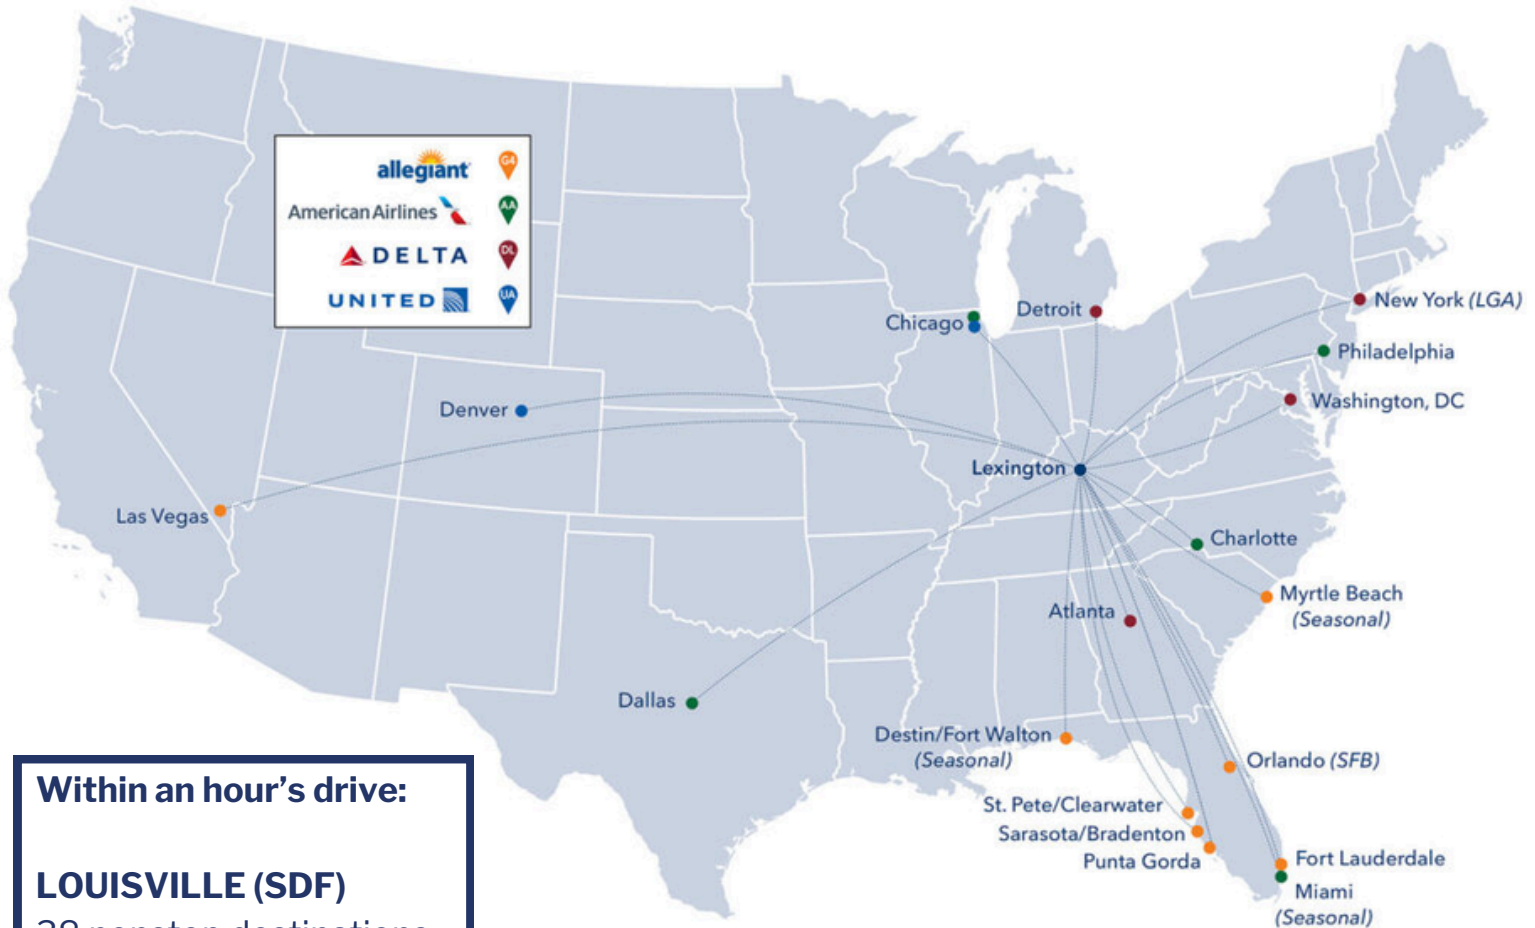 allegiant G4
American Airlines AA
DELTA DL
UNITED UA
New York (LGA)
Detroit
Chicago
Philadelphia
Washington, DC
Denver
Lexington
Las Vegas
Charlotte
Myrtle Beach
(Seasonal)
Atlanta
Dallas
Destin/Fort Walton
(Seasonal)
Orlando (SFB)
St. Pete/Clearwater
Sarasota/Bradenton
Punta Gorda
Fort Lauderdale
Miami
(Seasonal)
Within an hour's drive:
LOUISVILLE (SDF)
nonstop destinations